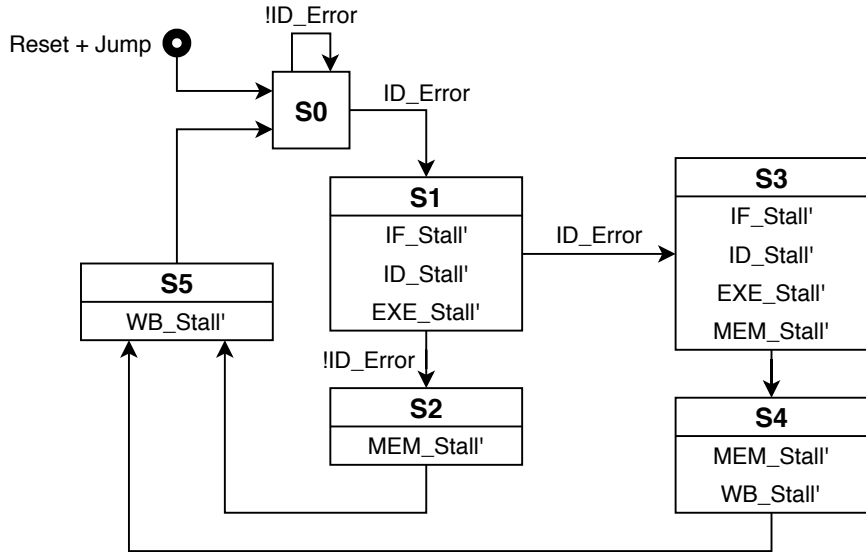 !ID_Error
Reset + Jump
S0
ID_Error
S1
IF_Stall'
ID_Stall'
EXE_Stall'
ID_Error
S3
IF_Stall'
ID_Stall'
EXE_Stall'
MEM_Stall'
S5
WB_Stall'
!ID_Error
S2
MEM_Stall'
S4
MEM_Stall'
WB_Stall'